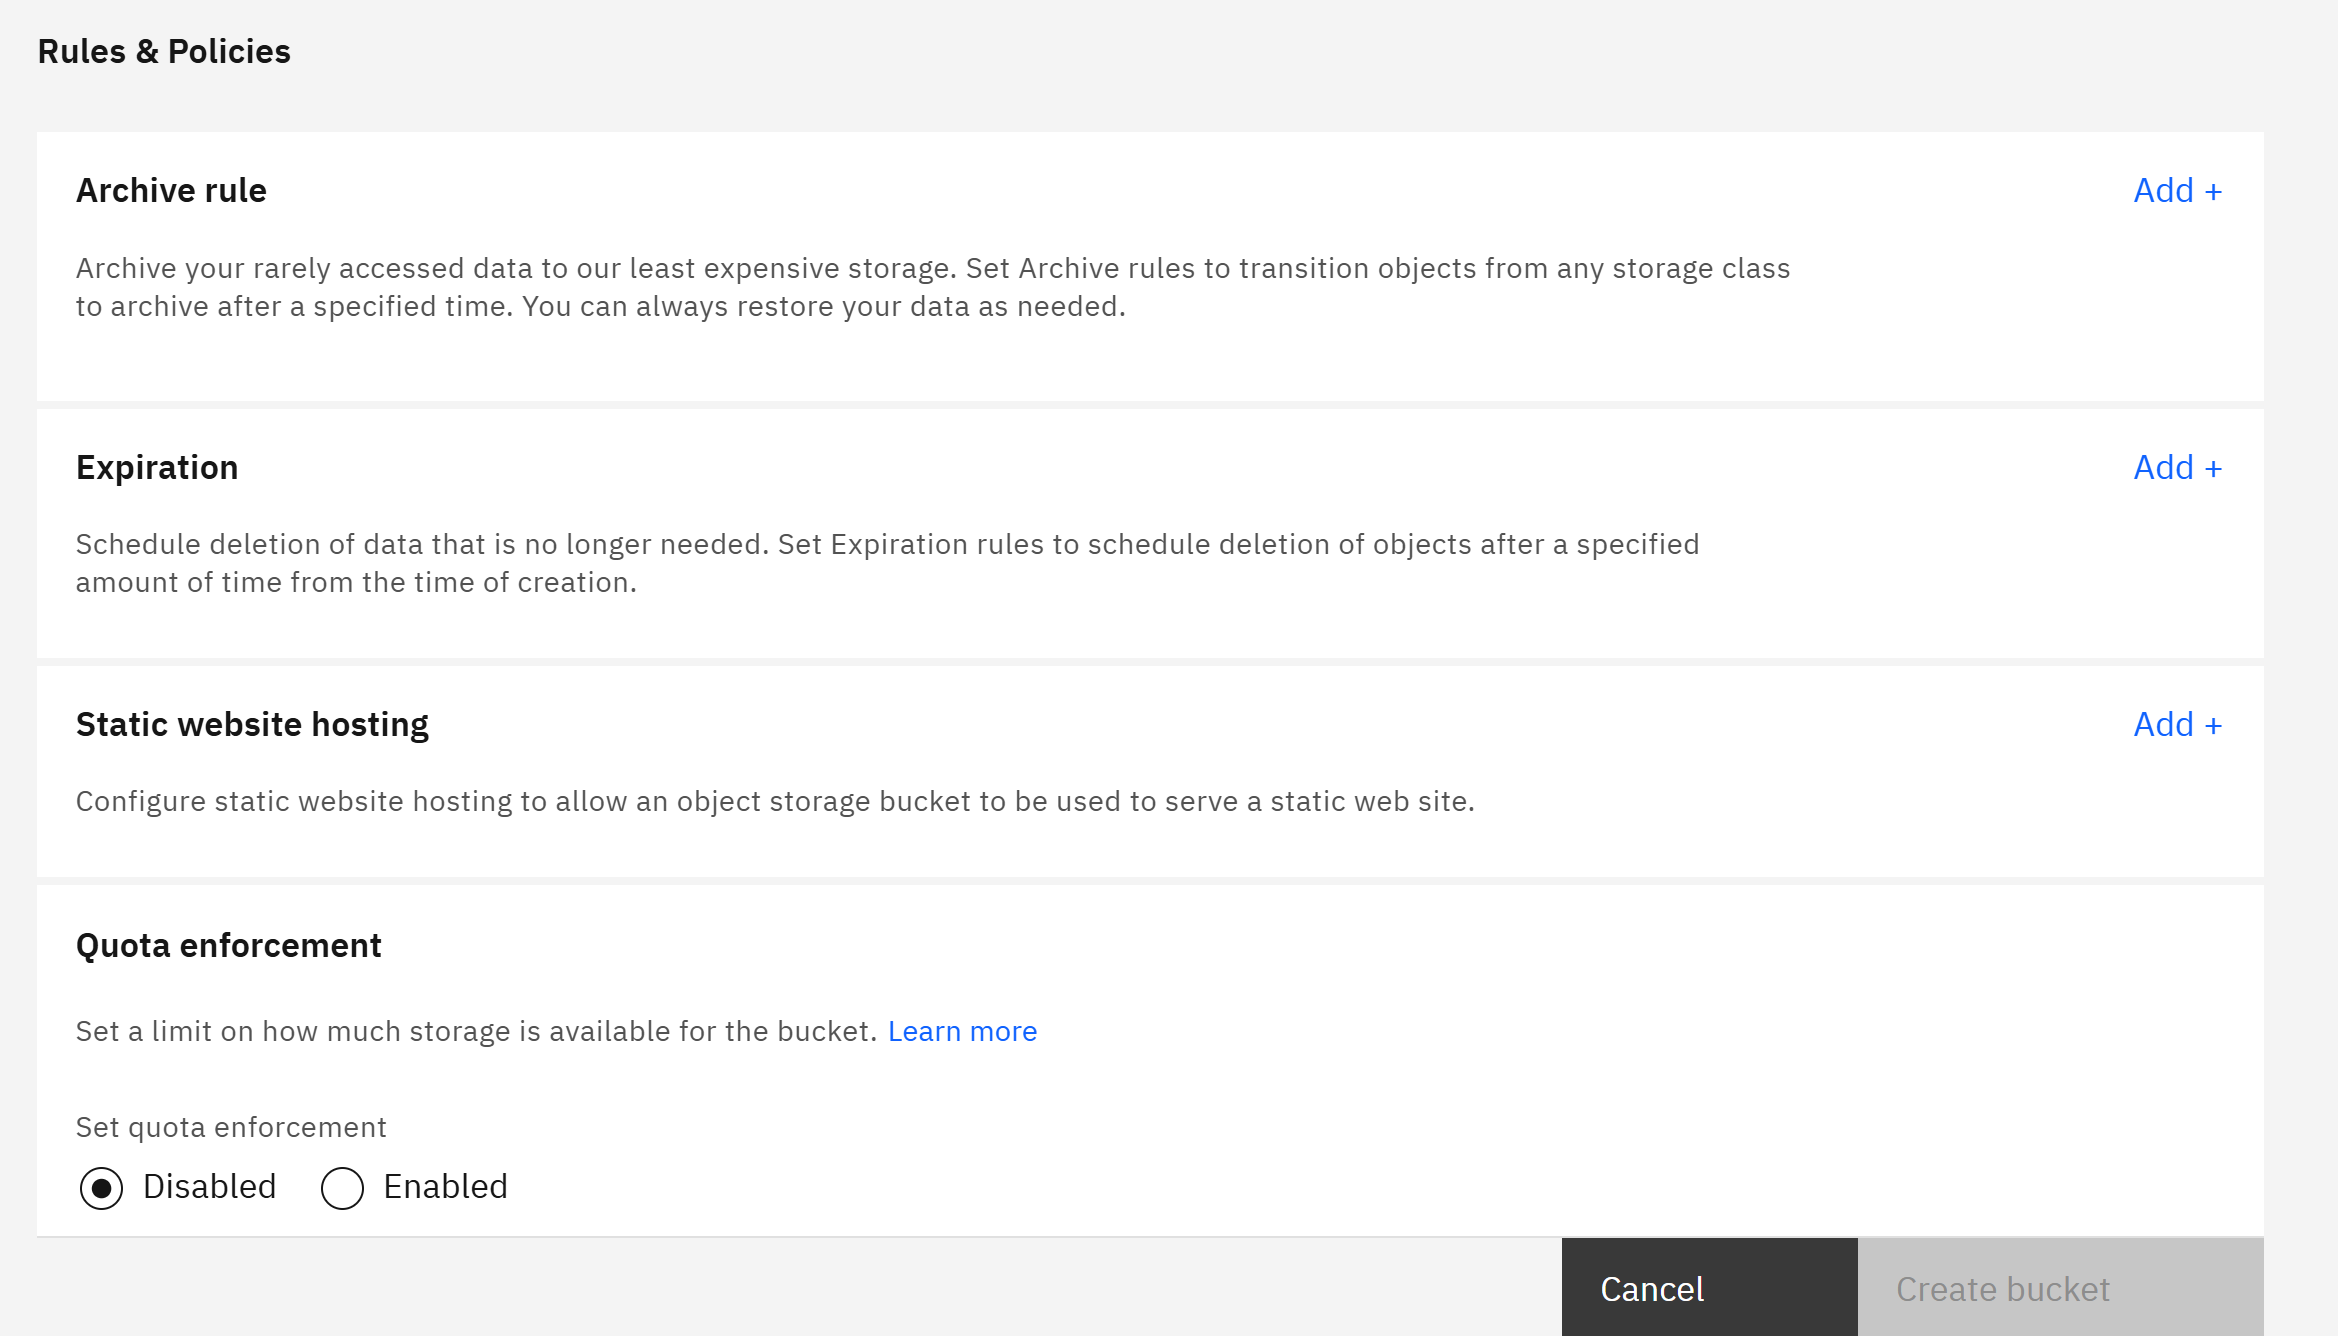 Rules & Policies
Archive rule
Add +
Archive your rarely accessed data to our least expensive storage. Set Archive rules to transition objects from any storage class
to archive after a specified time. You can always restore your data as needed.
Expiration
Add +
Schedule deletion of data that is no longer needed. Set Expiration rules to schedule deletion of objects after a specified
amount of time from the time of creation.
Static website hosting
Add +
Configure static website hosting to allow an object storage bucket to be used to serve a static web site.
Quota enforcement
Set a limit on how much storage is available for the bucket. Learn more
Set quota enforcement
Disabled Enabled
Cancel Create bucket